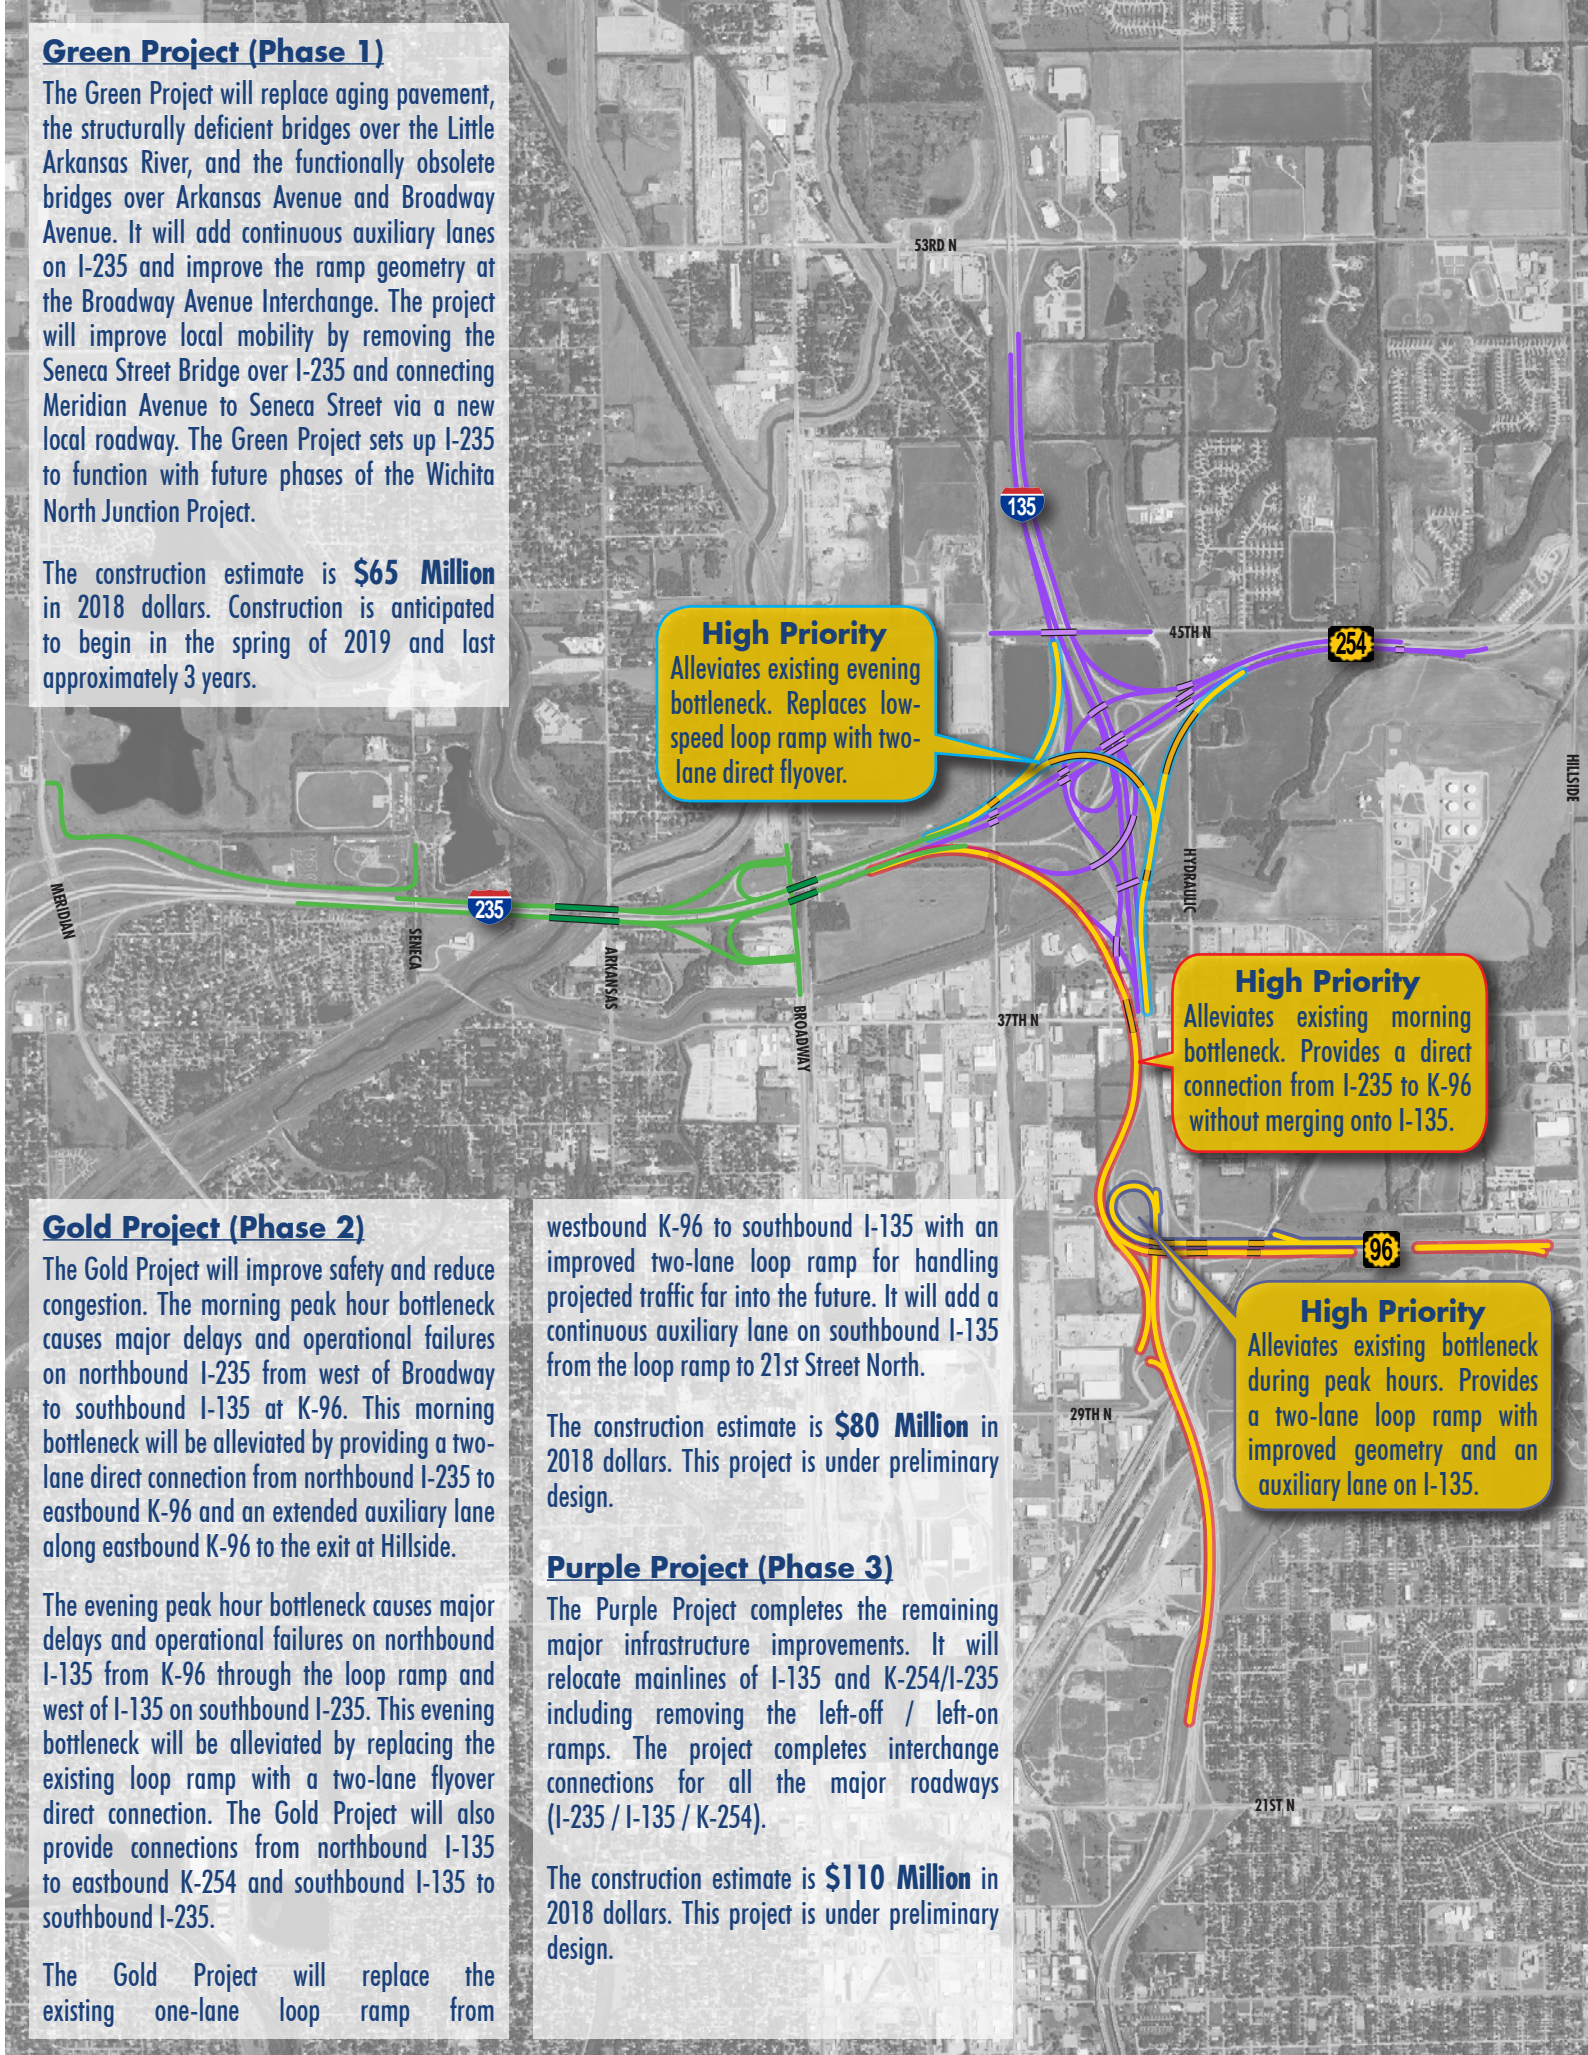 Green Project (Phase 1)
The Green Project will replace aging pavement,
the structurally deficient bridges over the Little
Arkansas River, and the functionally obsolete
bridges over Arkansas Avenue and Broadway
Avenue. It will add continuous auxiliary lanes
on I-235 and improve the ramp geometry at
the Broadway Avenue Interchange. The project
will improve local mobility by removing the
Seneca Street Bridge over I-235 and connecting
Meridian Avenue to Seneca Street via a new
local roadway. The Green Project sets up I-235
to function with future phases of the Wichita
North Junction Project.
The construction estimate is $65 Million
in 2018 dollars. Construction is anticipated
to begin in the spring of 2019 and last
approximately 3 years.
53RD N
135
45TH N
254
High Priority
Alleviates existing evening
bottleneck. Replaces low-
speed loop ramp with two-
lane direct flyover.
HILLSIDE
HYDRAULIC
MERIDIAN
235
SENECA
ARKANSAS
BROADWAY
37TH N
High Priority
Alleviates existing morning
bottleneck. Provides a direct
connection from I-235 to K-96
without merging onto I-135.
96
High Priority
Alleviates existing bottleneck
during peak hours. Provides
a two-lane loop ramp with
improved geometry and an
auxiliary lane on I-135.
29TH N
21ST N
Gold Project (Phase 2)
The Gold Project will improve safety and reduce
congestion. The morning peak hour bottleneck
causes major delays and operational failures
on northbound I-235 from west of Broadway
to southbound I-135 at K-96. This morning
bottleneck will be alleviated by providing a two-
lane direct connection from northbound I-235 to
eastbound K-96 and an extended auxiliary lane
along eastbound K-96 to the exit at Hillside.
The evening peak hour bottleneck causes major
delays and operational failures on northbound
I-135 from K-96 through the loop ramp and
west of I-135 on southbound I-235. This evening
bottleneck will be alleviated by replacing the
existing loop ramp with a two-lane flyover
direct connection. The Gold Project will also
provide connections from northbound I-135
to eastbound K-254 and southbound I-135 to
southbound I-235.
The Gold Project will replace the
existing one-lane loop ramp from
westbound K-96 to southbound I-135 with an
improved two-lane loop ramp for handling
projected traffic far into the future. It will add a
continuous auxiliary lane on southbound I-135
from the loop ramp to 21st Street North.
The construction estimate is $80 Million in
2018 dollars. This project is under preliminary
design.
Purple Project (Phase 3)
The Purple Project completes the remaining
major infrastructure improvements. It will
relocate mainlines of I-135 and K-254/I-235
including removing the left-off / left-on
ramps. The project completes interchange
connections for all the major roadways
(I-235 / I-135 / K-254).
The construction estimate is $110 Million in
2018 dollars. This project is under preliminary
design.